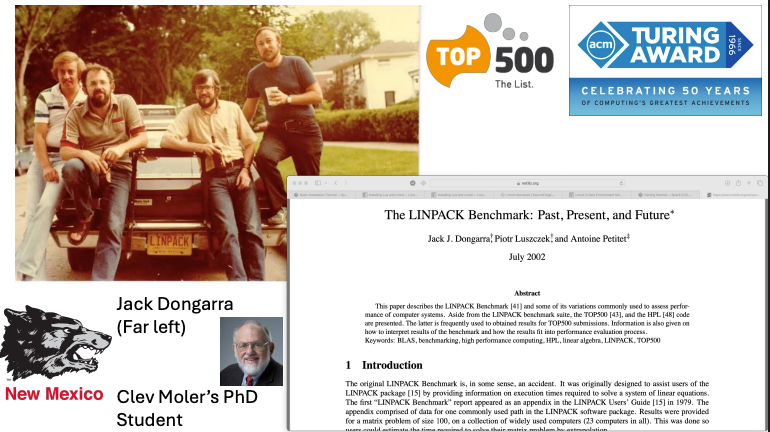 LINPACK
TOP 500
The List.
acm
TURING
AWARD
SINCE 1966
CELEBRATING 50 YEARS
OF COMPUTING'S GREATEST ACHIEVEMENTS
netlib.org
The LINPACK Benchmark: Past, Present, and Future*
Jack J. Dongarra,† Piotr Luszczek,† and Antoine Petitet‡
July 2002
Abstract
This paper describes the LINPACK Benchmark [41] and some of its variations commonly used to assess perfor-
mance of computer systems. Aside from the LINPACK benchmark suite, the TOP500 [43], and the HPL [48] code
are presented. The latter is frequently used to obtained results for TOP500 submissions. Information is also given on
how to interpret results of the benchmark and how the results fit into performance evaluation process.
Keywords: BLAS, benchmarking, high performance computing, HPL, linear algebra, LINPACK, TOP500
1 Introduction
The original LINPACK Benchmark is, in some sense, an accident. It was originally designed to assist users of the
LINPACK package [15] by providing information on execution times required to solve a system of linear equations.
The first “LINPACK Benchmark” report appeared as an appendix in the LINPACK Users' Guide [15] in 1979. The
appendix comprised of data for one commonly used path in the LINPACK software package. Results were provided
for a matrix problem of size 100, on a collection of widely used computers (23 computers in all). This was done so
users could estimate the time required to solve their matrix problem by extrapolation.
Jack Dongarra
(Far left)
New Mexico
Clev Moler’s PhD
Student